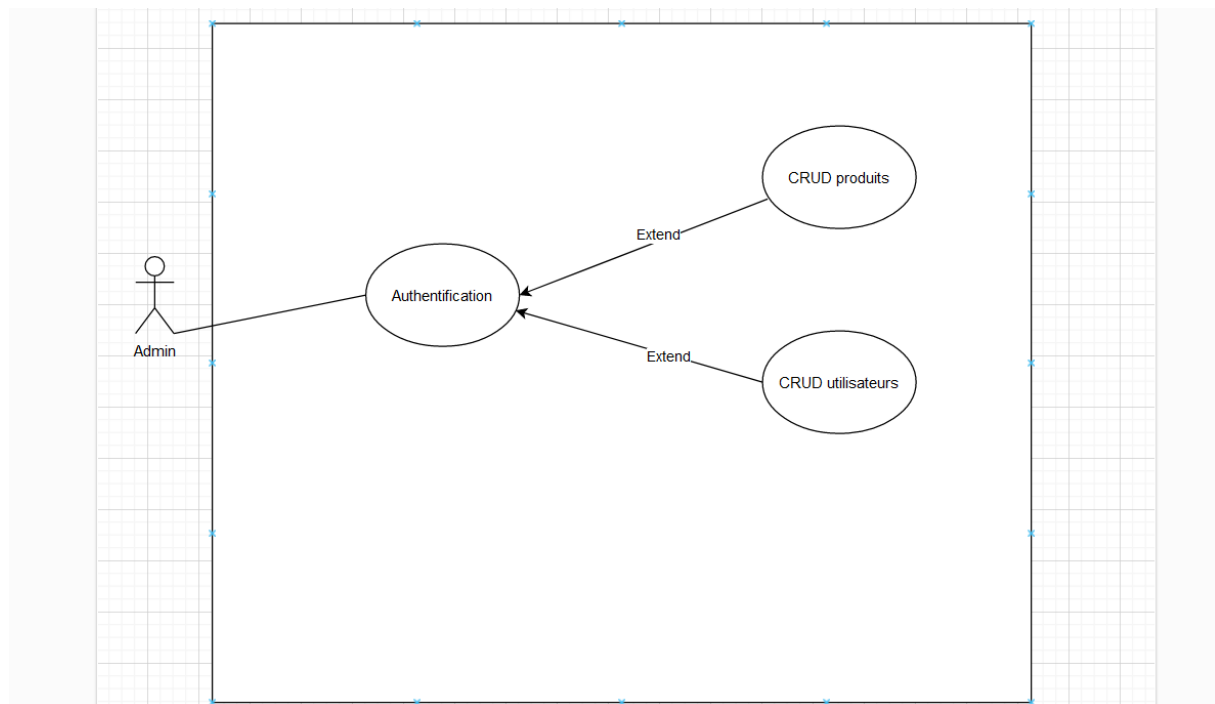 CRUD produits
Extend
Authentification
Admin
Extend
CRUD utilisateurs